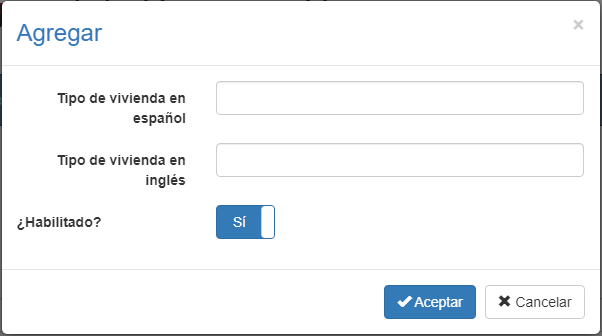 Agregar
×
Tipo de vivienda en
español
Tipo de vivienda en
inglés
¿Habilitado?
Sí
Aceptar
Cancelar